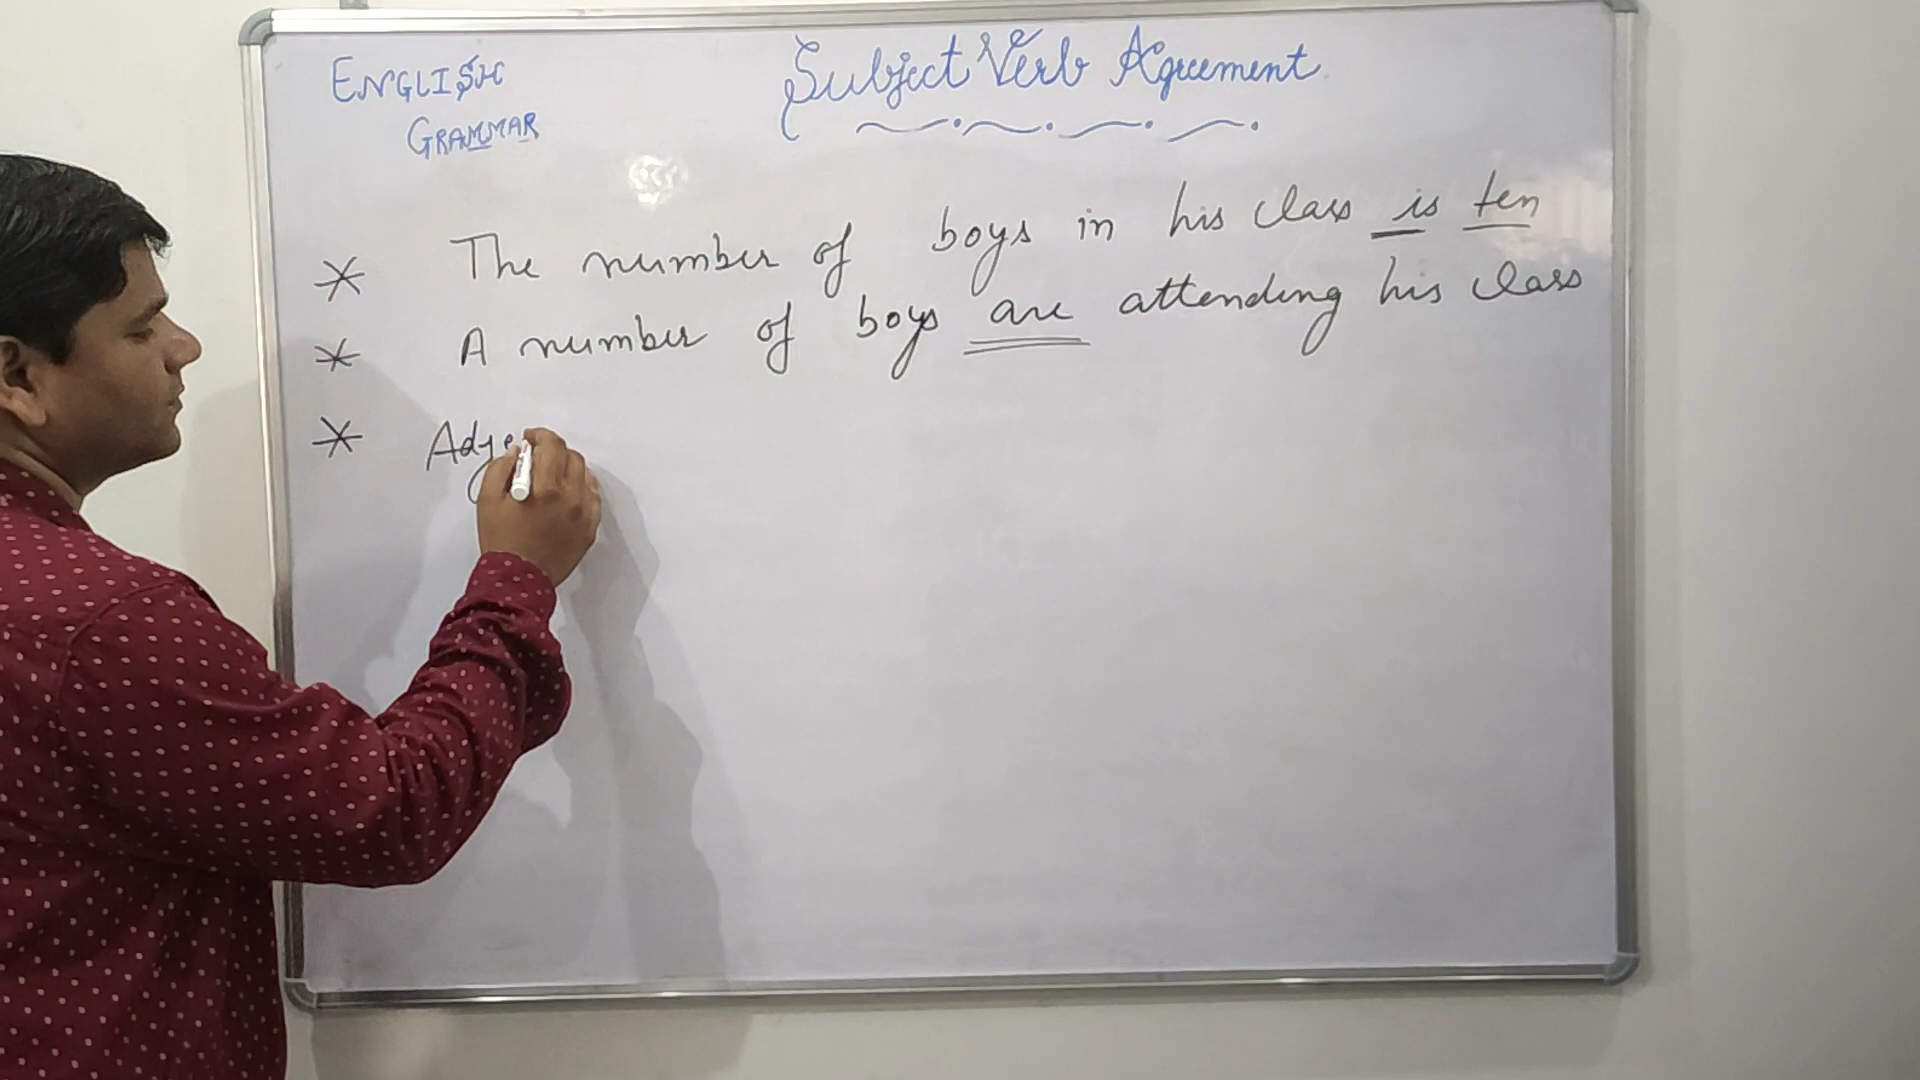 ENGLISH
GRAMMAR
Subject Verb Agreement
* The number of boys in his class is ten
* A number of boys are attending his class
* Adje